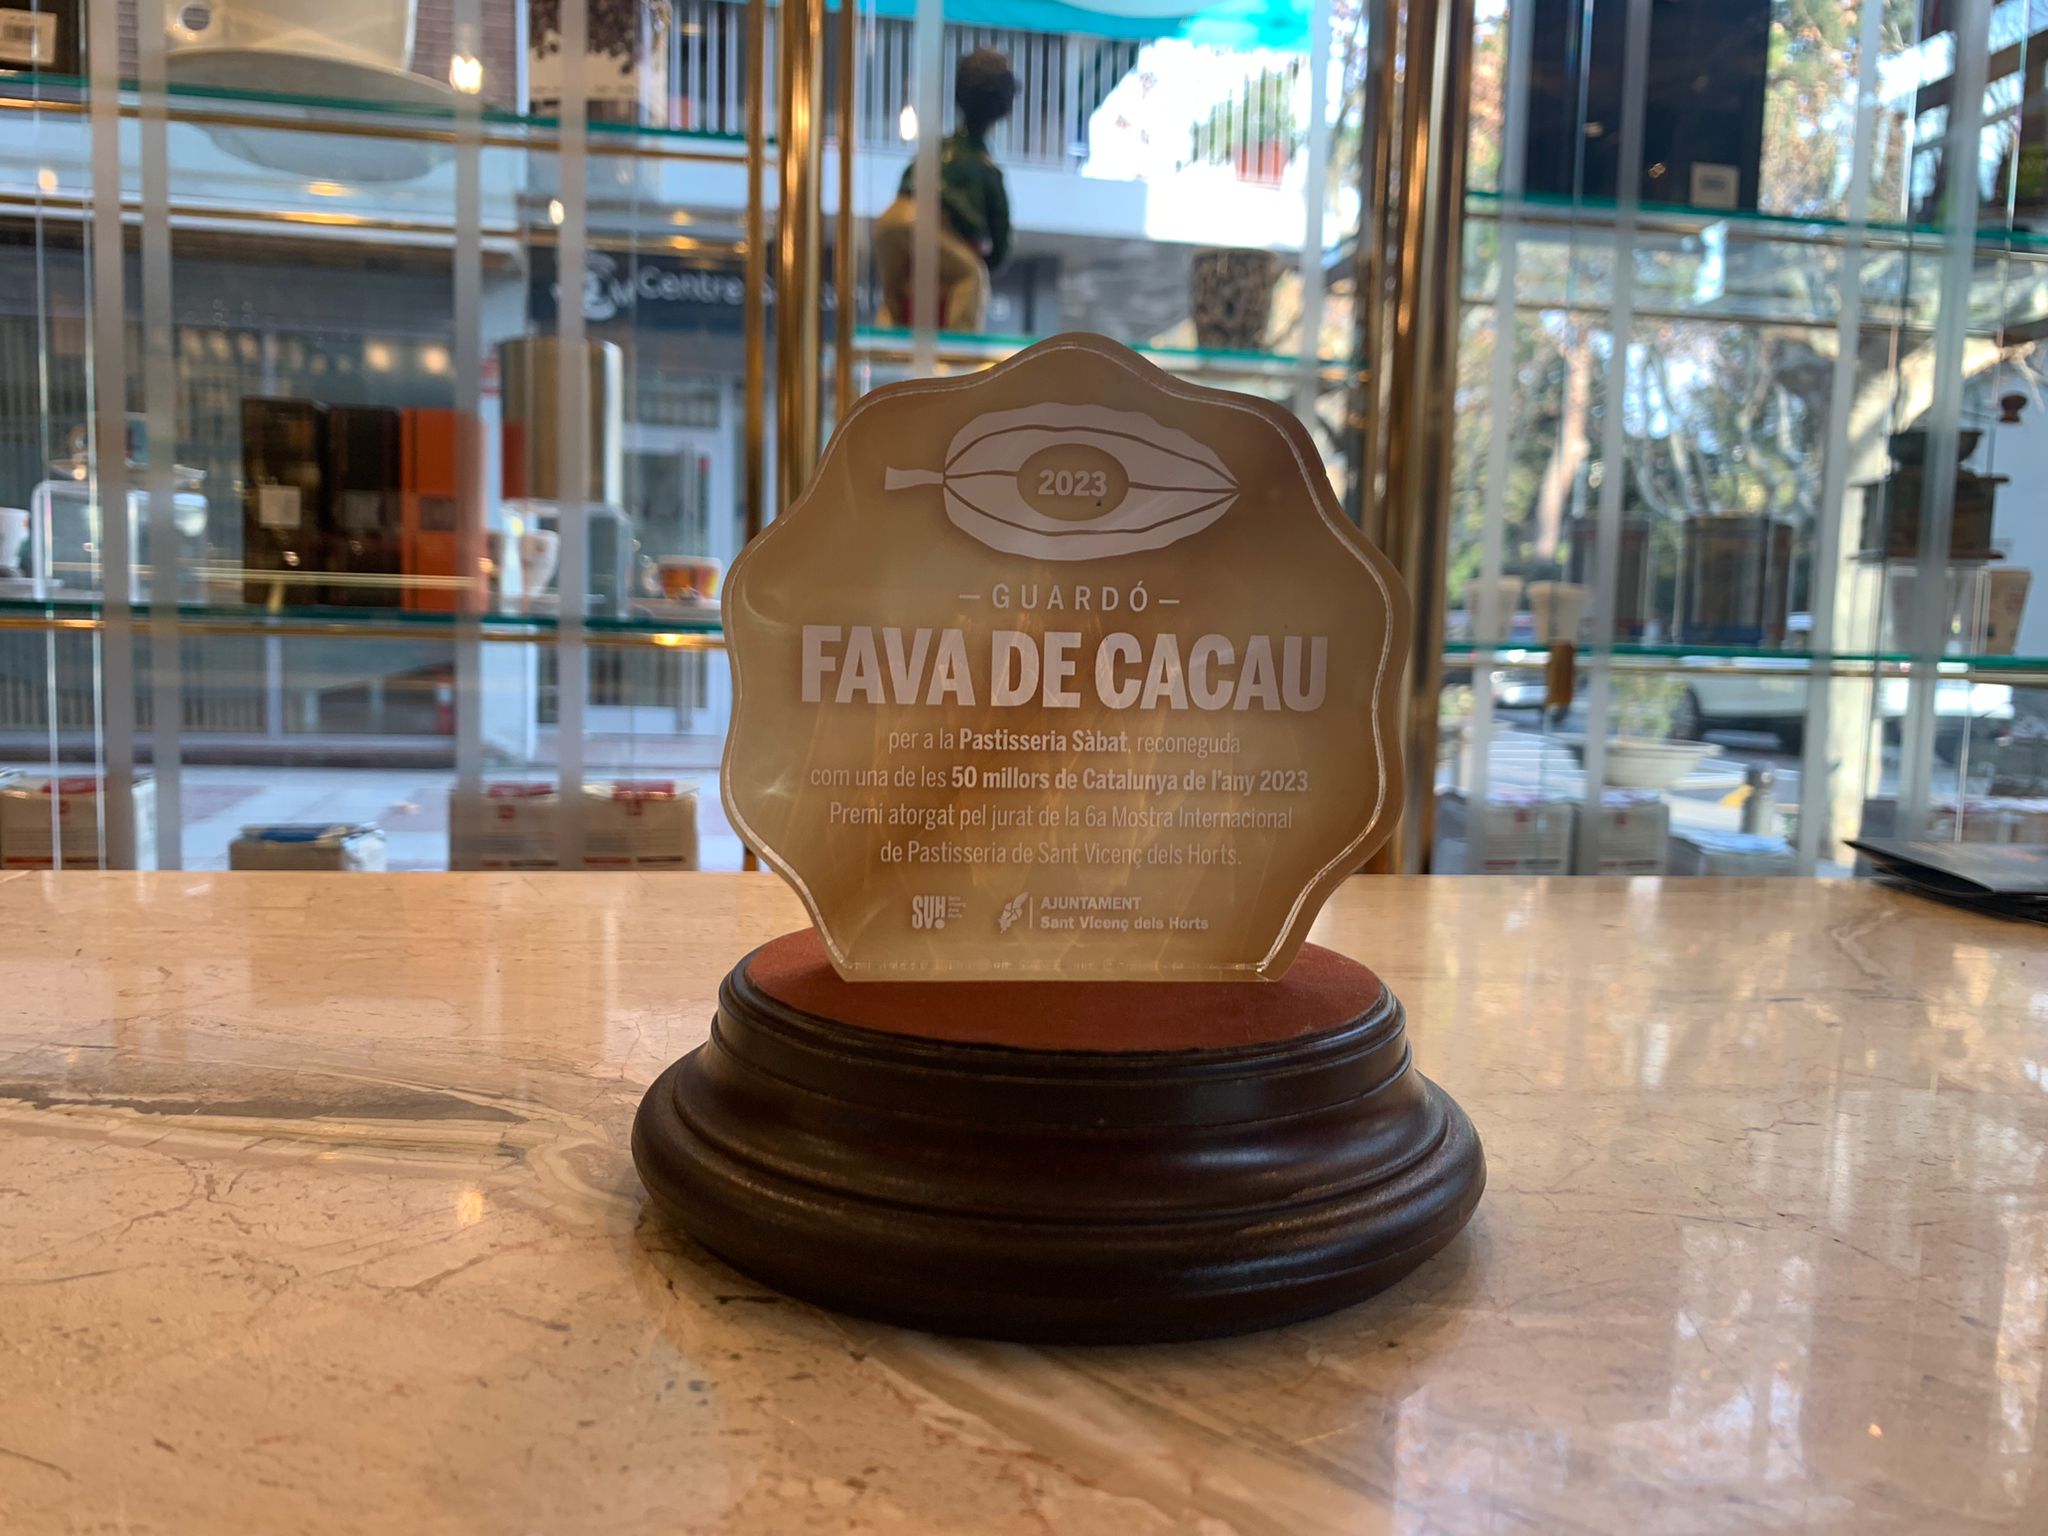 Centre
2023
— GUARDÓ —
FAVA DE CACAU
per a la Pastisseria Sàbat, reconeguda
com una de les 50 millors de Catalunya de l'any 2023.
Premi atorgat pel jurat de la 6a Mostra Internacional
de Pastisseria de Sant Vicenç dels Horts.
SVH
AJUNTAMENT
Sant Vicenç dels Horts